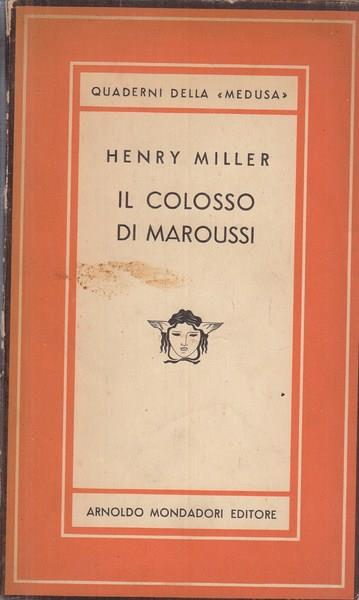 QUADERNI DELLA «MEDUSA»
HENRY MILLER
IL COLOSSO
DI MAROUSSI
ARNOLDO MONDADORI EDITORE